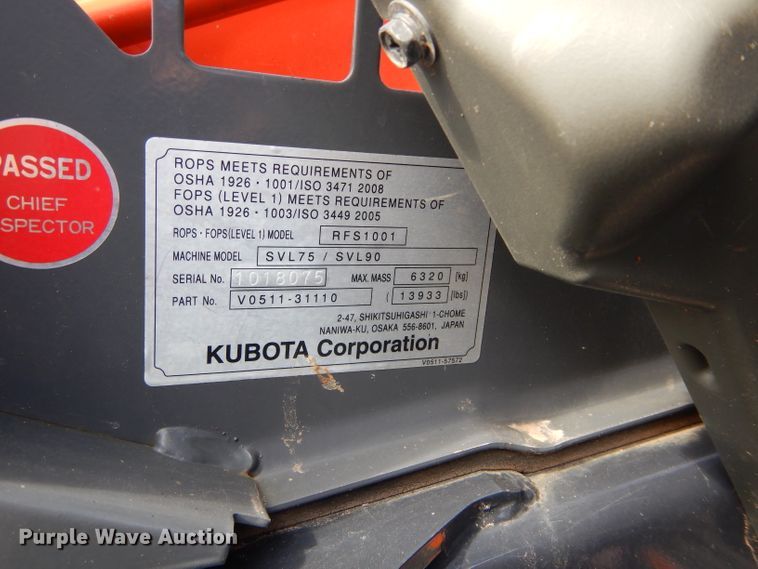 PASSED
CHIEF
ROPS MEETS REQUIREMENTS OF
OSHA 1926・1001/ISO 3471 2008
FOPS (LEVEL 1) MEETS REQUIREMENTS OF
OSHA 1926・1003/ISO 3449 2005
ROPS・FOPS(LEVEL 1) MODEL RFS1001
MACHINE MODEL SVL75 / SVL90
SERIAL No. 1018075 MAX. MASS 6320 [kg]
PART No. V0511-31110 ( 13933 [lbs])
2-47, SHIKITSUHIGASHI 1-CHOME
NANIWA-KU, OSAKA 556-8601, JAPAN
KUBOTA Corporation
V0511-57572
Purple Wave Auction